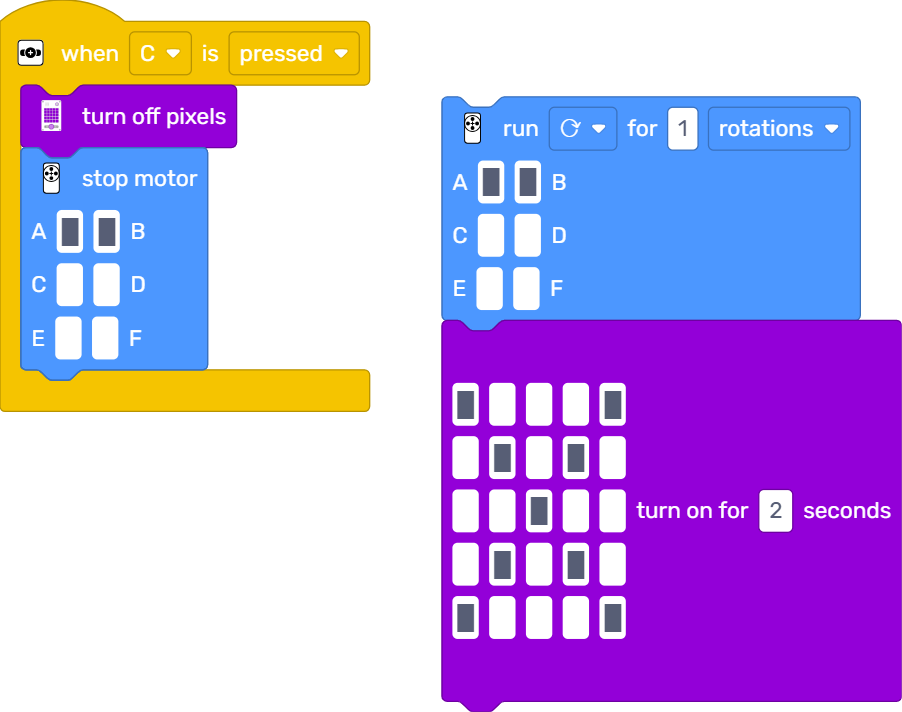 when C is pressed
turn off pixels
stop motor
A B
C D
E F
run for 1 rotations
A B
C D
E F
turn on for 2 seconds